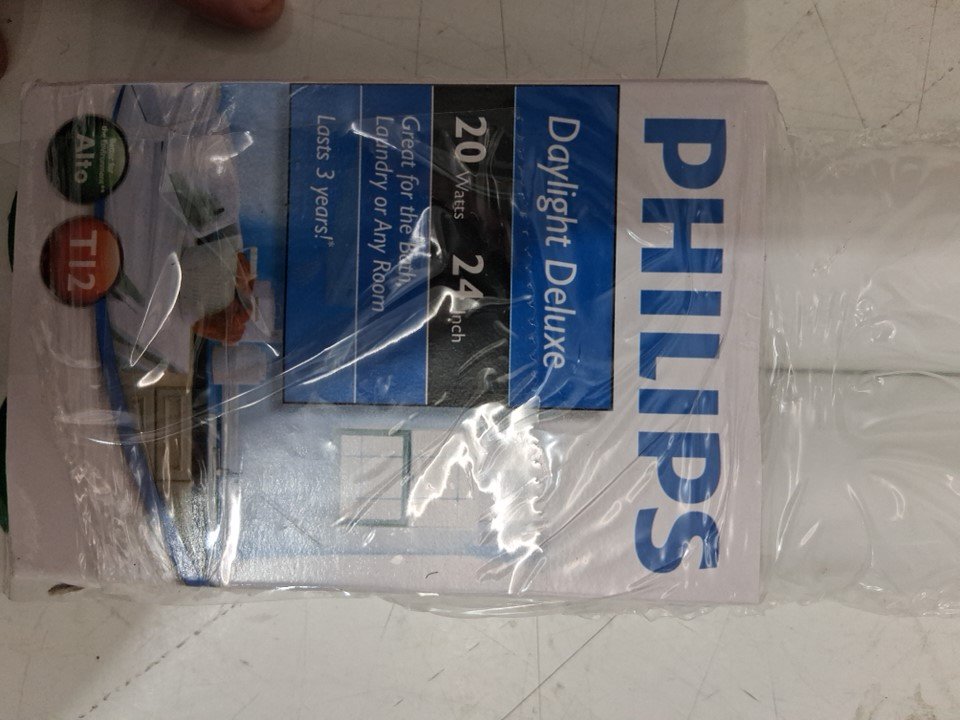 PHILIPS
Daylight Deluxe
20 Watts 24 Inch
Great for the Bath,
Laundry or Any Room
Lasts 3 years!*
Alto
T12